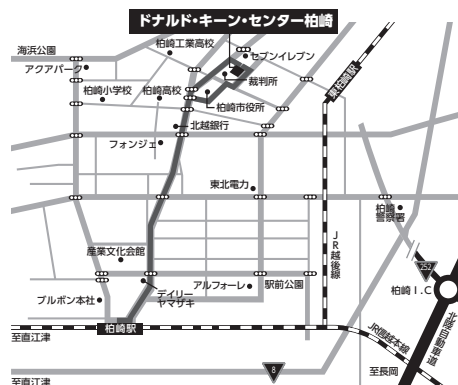 ドナルド・キーン・センター柏崎
海浜公園
柏崎工業高校
セブンイレブン
アクアパーク
裁判所
東柏崎駅
柏崎小学校
柏崎高校
柏崎市役所
北越銀行
フォンジェ
東北電力
柏崎
警察署
JR越後線
産業文化会館
252
柏崎I.C
ブルボン本社
デイリー
ヤマザキ
アルフォーレ
駅前公園
柏崎駅
至直江津
JR信越本線
北陸自動車道
8
至長岡
至直江津